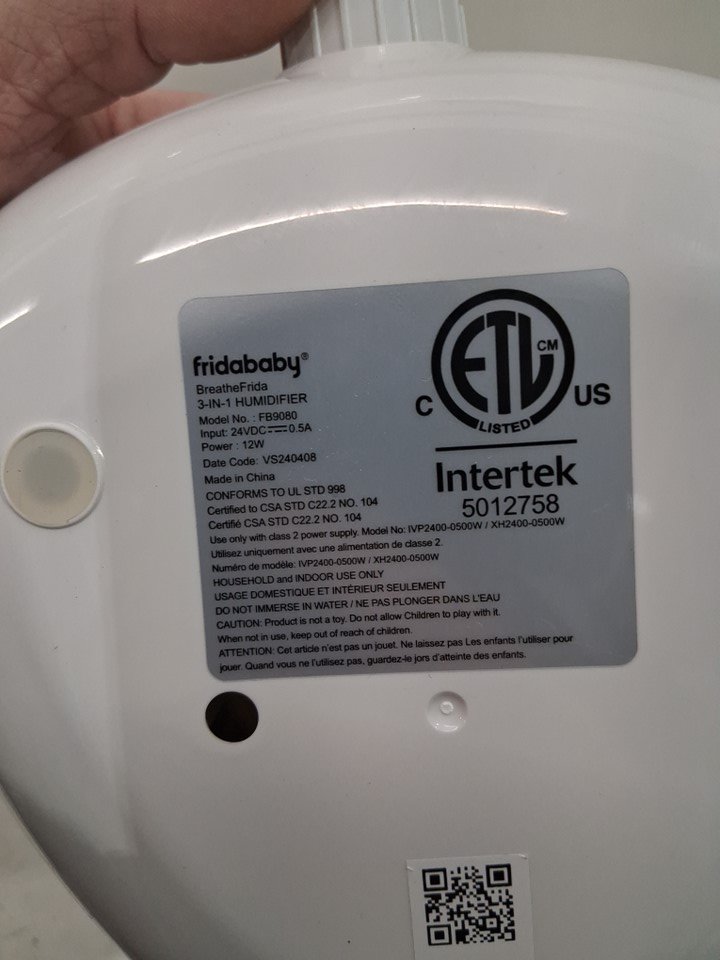 fridababy®
BreatheFrida
3-IN-1 HUMIDIFIER
Model No. : FB9080
Input: 24VDC⎓0.5A
Power : 12W
Date Code: VS240408
Made in China
CONFORMS TO UL STD 998
Certified to CSA STD C22.2 NO. 104
Certifié CSA STD C22.2 NO. 104
Use only with class 2 power supply. Model No: IVP2400-0500W / XH2400-0500W
Utilisez uniquement avec une alimentation de classe 2.
Numéro de modèle: IVP2400-0500W / XH2400-0500W
HOUSEHOLD and INDOOR USE ONLY
USAGE DOMESTIQUE ET INTÉRIEUR SEULEMENT
DO NOT IMMERSE IN WATER / NE PAS PLONGER DANS L'EAU
CAUTION: Product is not a toy. Do not allow Children to play with it.
When not in use, keep out of reach of children.
ATTENTION: Cet article n'est pas un jouet. Ne laissez pas Les enfants l'utiliser pour
jouer. Quand vous ne l'utilisez pas, guardez-le jors d'atteinte des enfants.
ETL CM
C US
LISTED
Intertek
5012758